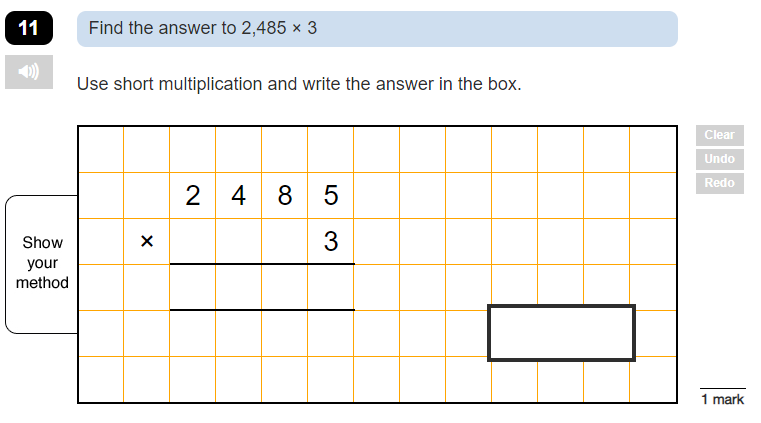 11
Find the answer to 2,485 × 3
Use short multiplication and write the answer in the box.
Clear
Undo
Redo
2 4 8 5
× 3
Show
your
method
1 mark